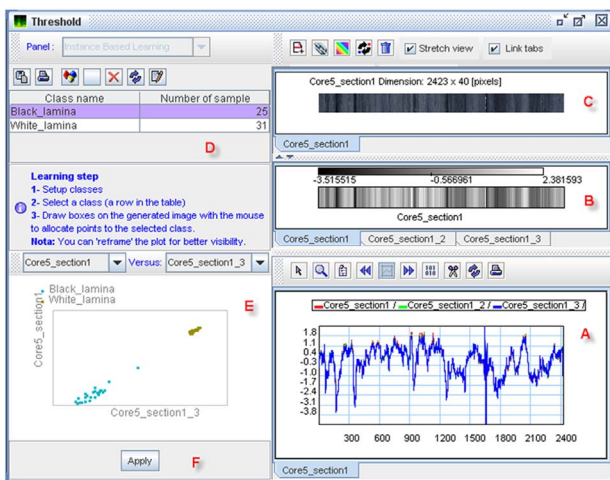 Threshold
Panel : Instance Based Learning
Stretch view
Link tabs
Class name Number of sample
Black_lamina 25
White_lamina 31
D
Learning step
1- Setup classes
2- Select a class (a row in the table)
3- Draw boxes on the generated image with the mouse
to allocate points to the selected class.
Nota: You can 'reframe' the plot for better visibility.
Core5_section1 Versus: Core5_section1_3
Black_lamina
White_lamina
E
Core5_section1
Core5_section1_3
Apply
F
Core5_section1 Dimension: 2423 x 40 [pixels]
C
Core5_section1
-3.515515 -0.566961 2.381593
B
Core5_section1
Core5_section1 Core5_section1_2 Core5_section1_3
Core5_section1 / Core5_section1_2 / Core5_section1_3 /
A
1.8
1.1
0.4
-0.3
-1.0
-1.7
-2.4
-3.1
-3.8
300 600 900 1200 1500 1800 2100 2400
Core5_section1